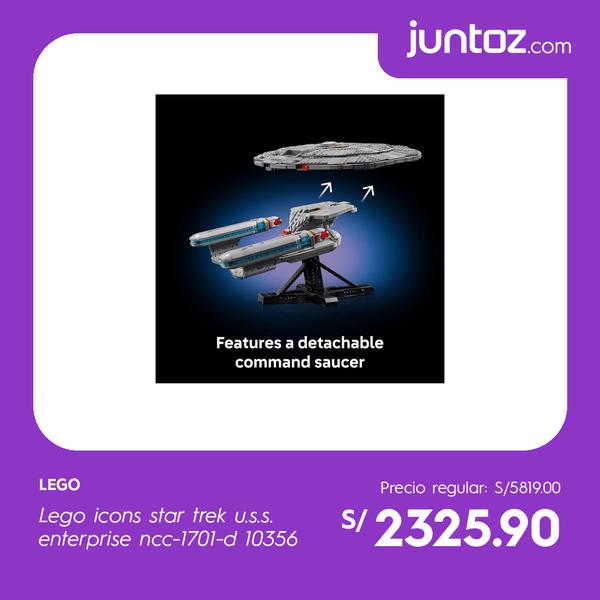 juntoz.com
Features a detachable
command saucer
LEGO
Lego icons star trek u.s.s.
enterprise ncc-1701-d 10356
Precio regular: S/5819.00
S/ 2325.90